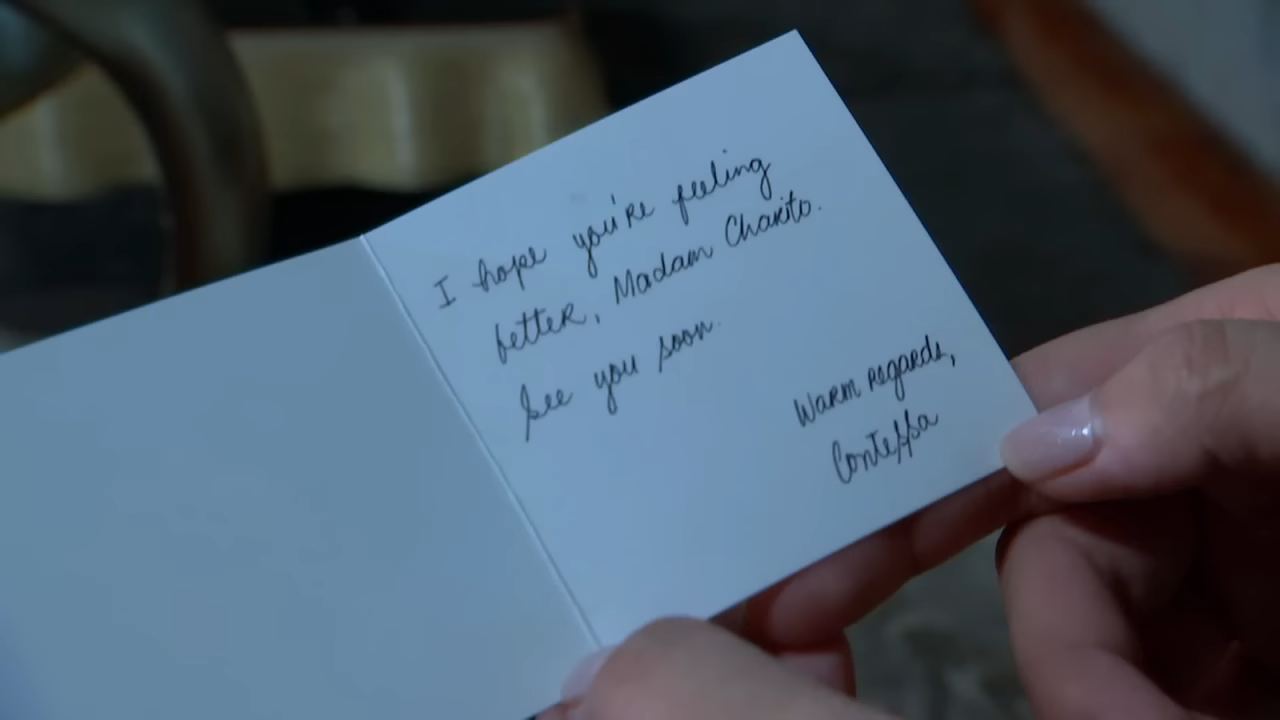 I hope you're feeling
better, Madam Charito.
See you soon.
Warm regards,
Contessa